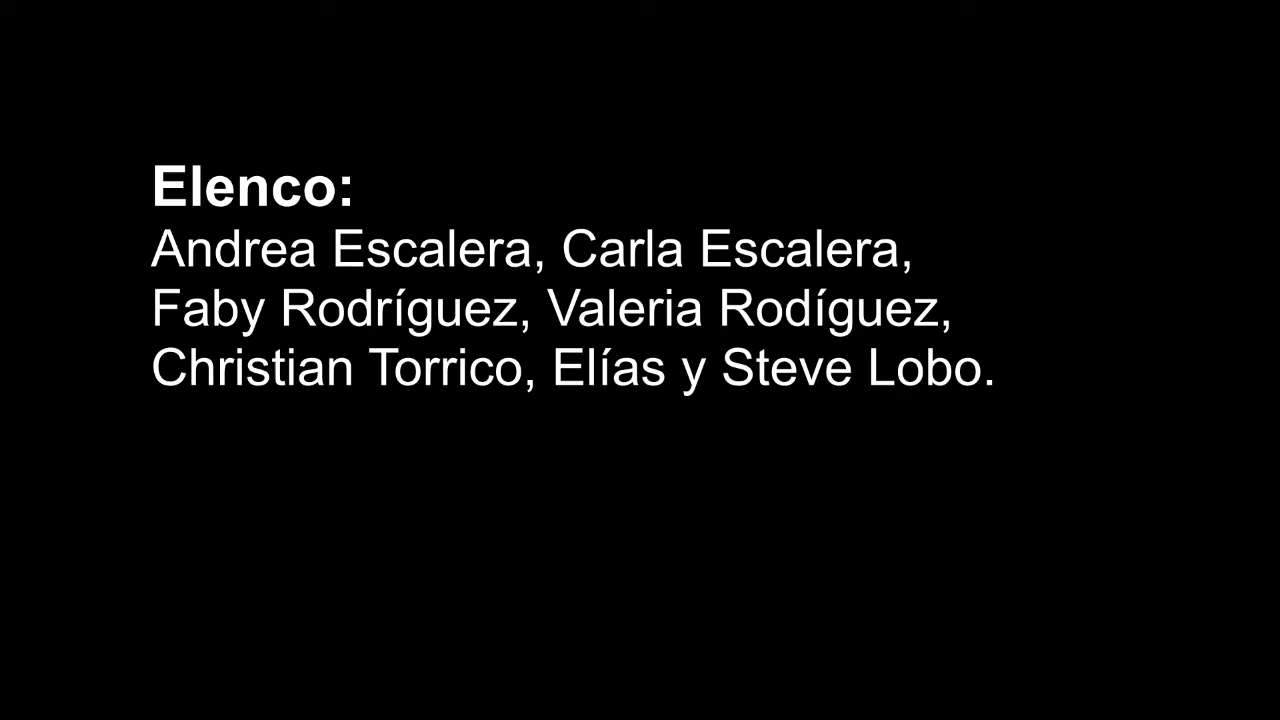 Elenco:
Andrea Escalera, Carla Escalera,
Faby Rodríguez, Valeria Rodíguez,
Christian Torrico, Elías y Steve Lobo.